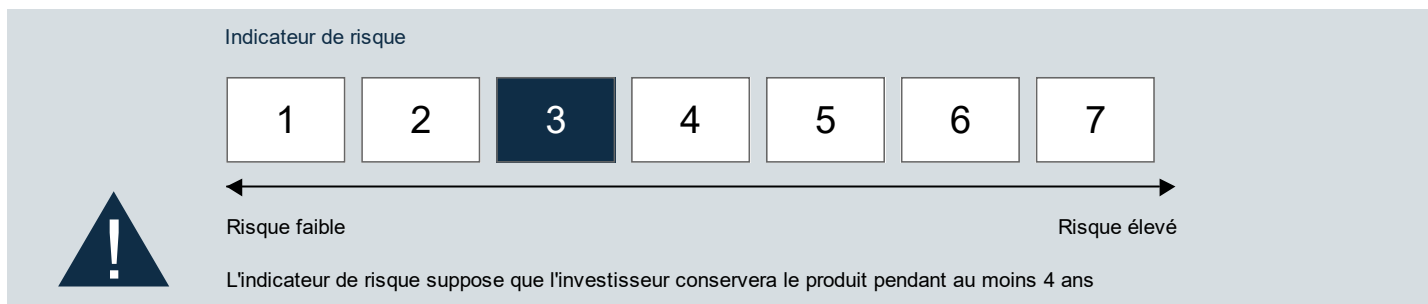 Indicateur de risque
1 2 3 4 5 6 7
Risque faible Risque élevé
!
L'indicateur de risque suppose que l'investisseur conservera le produit pendant au moins 4 ans